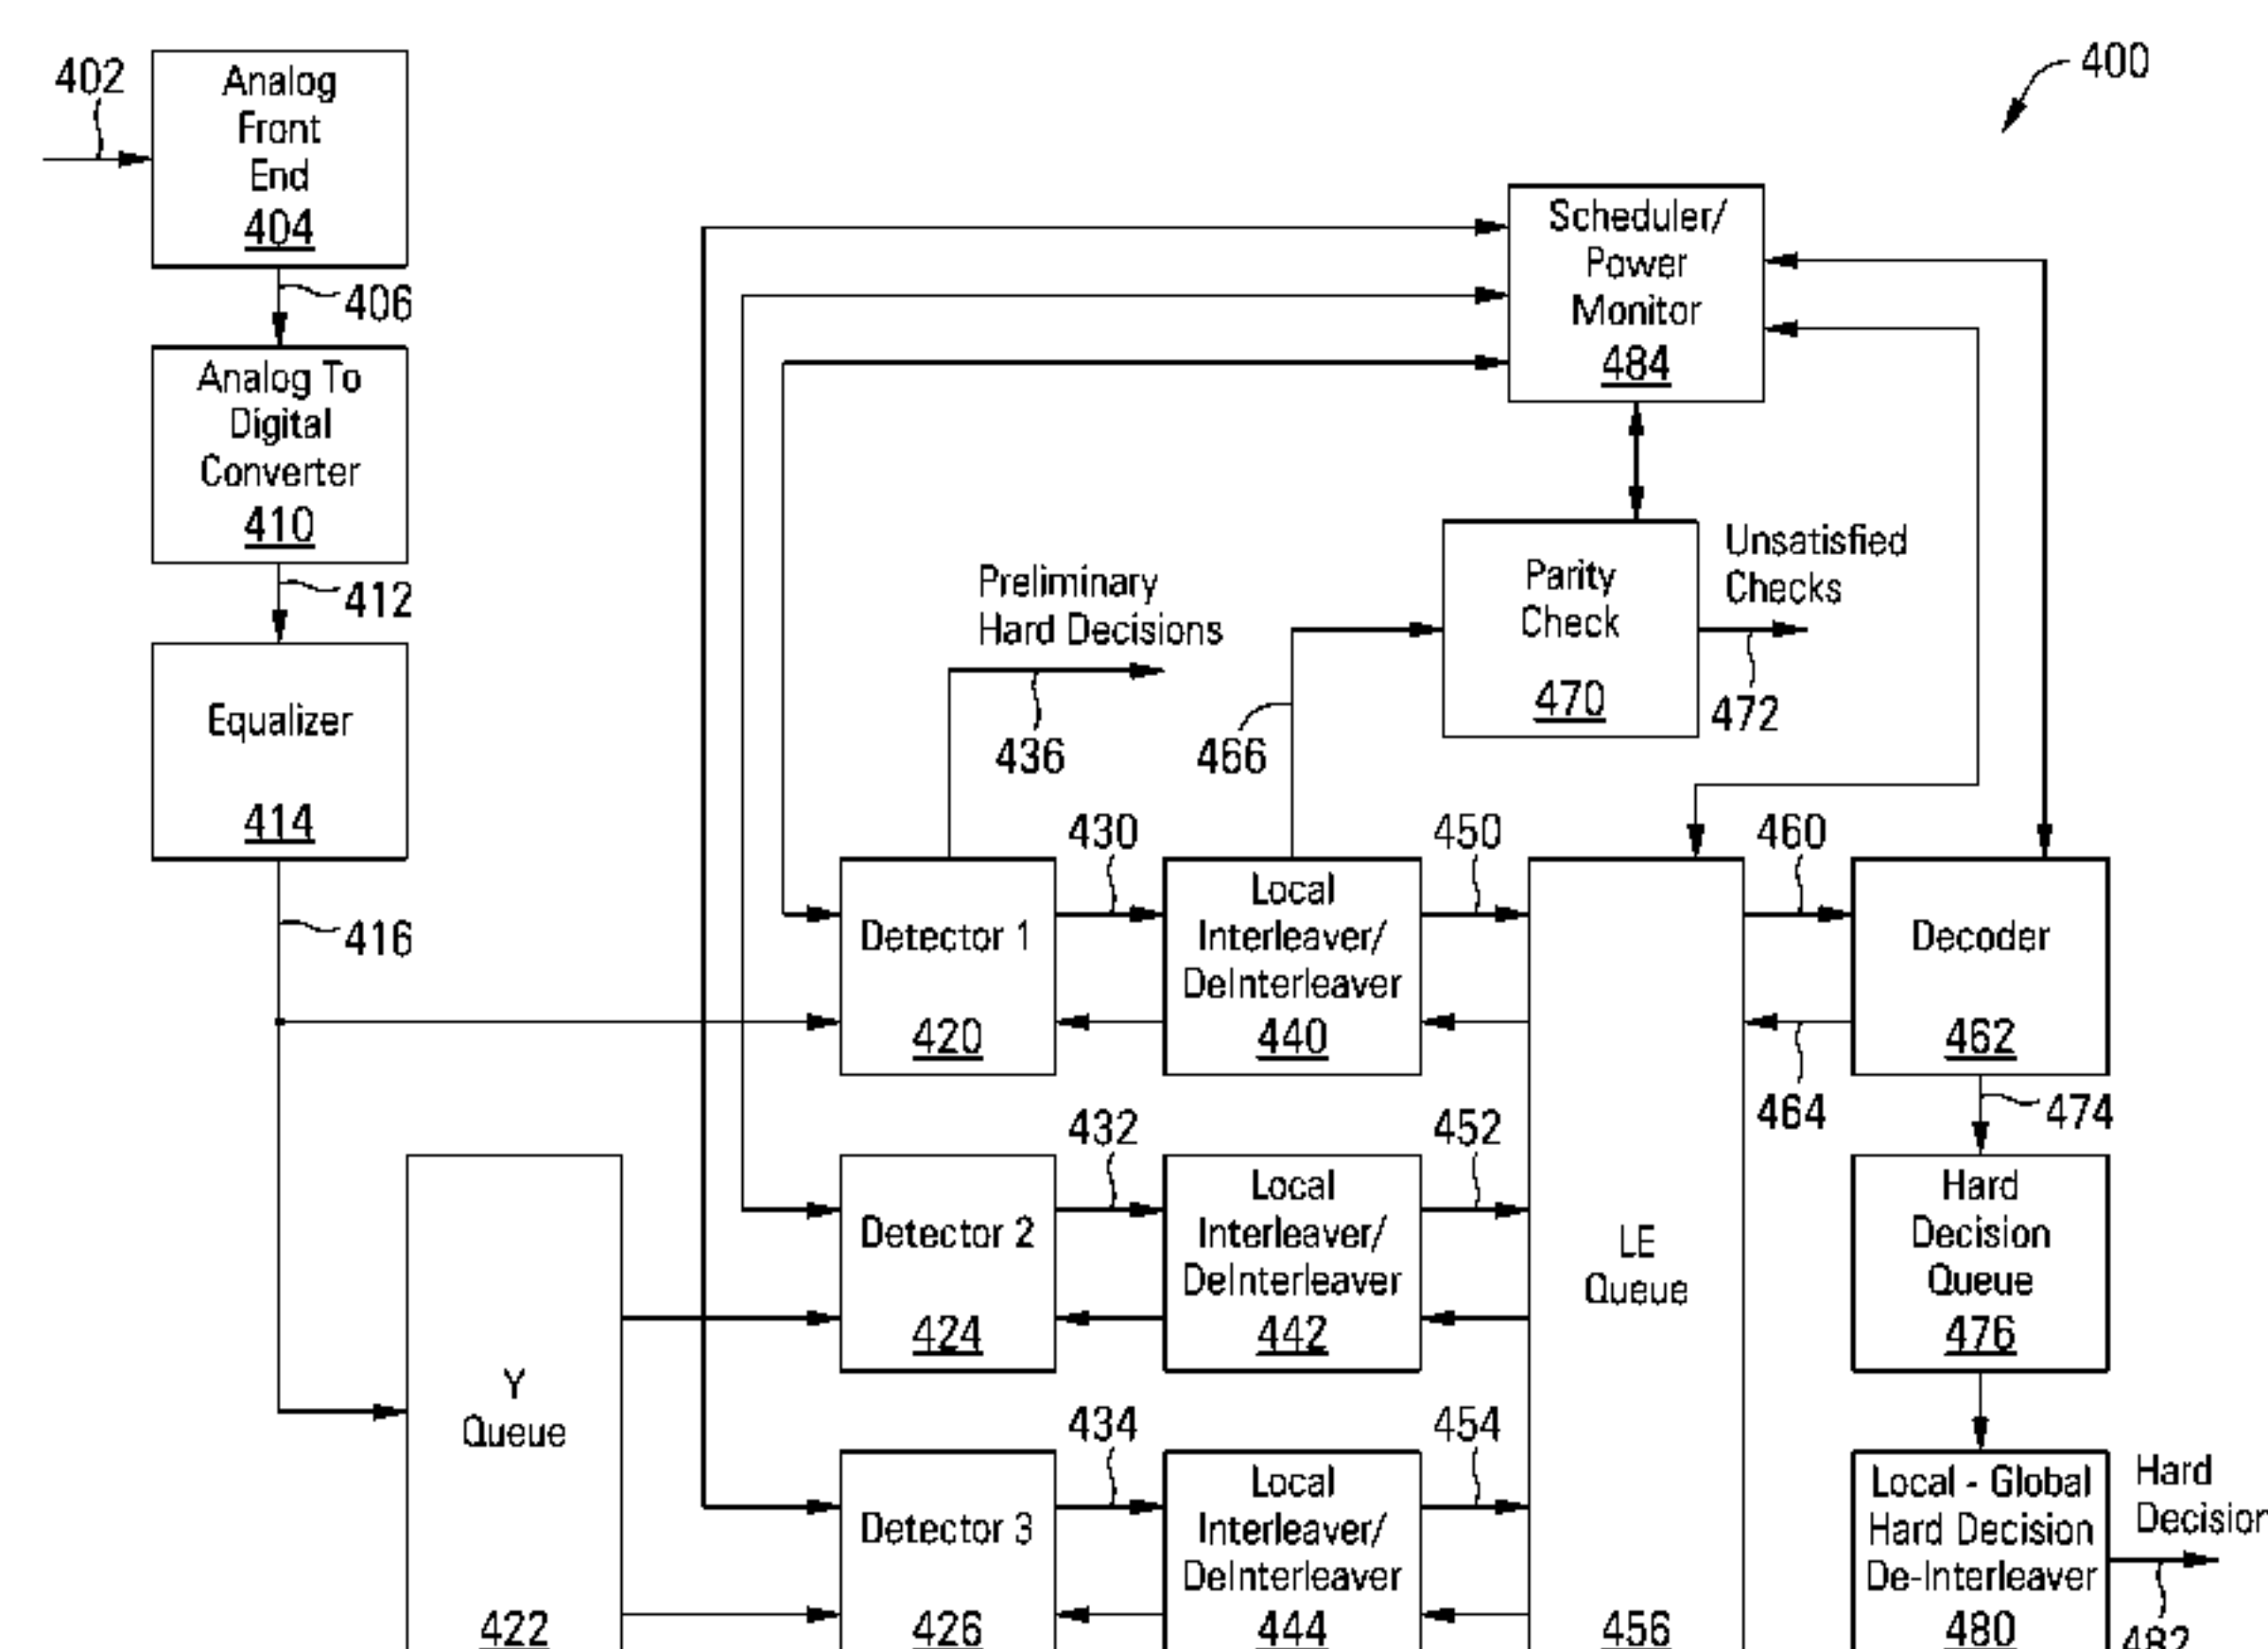 402
Analog
Front
End
404
400
406
Scheduler/
Power
Monitor
484
Analog To
Digital
Converter
410
412
Preliminary
Hard Decisions
436
466
Parity
Check
470
Unsatisfied
Checks
472
Equalizer
414
416
Detector 1
420
430
Local
Interleaver/
DeInterleaver
440
450
460
Decoder
462
464
474
Detector 2
424
432
Local
Interleaver/
DeInterleaver
442
452
LE
Queue
456
Hard
Decision
Queue
476
Y
Queue
422
Detector 3
426
434
Local
Interleaver/
DeInterleaver
444
454
Local - Global
Hard Decision
De-Interleaver
480
Hard
Decision
482